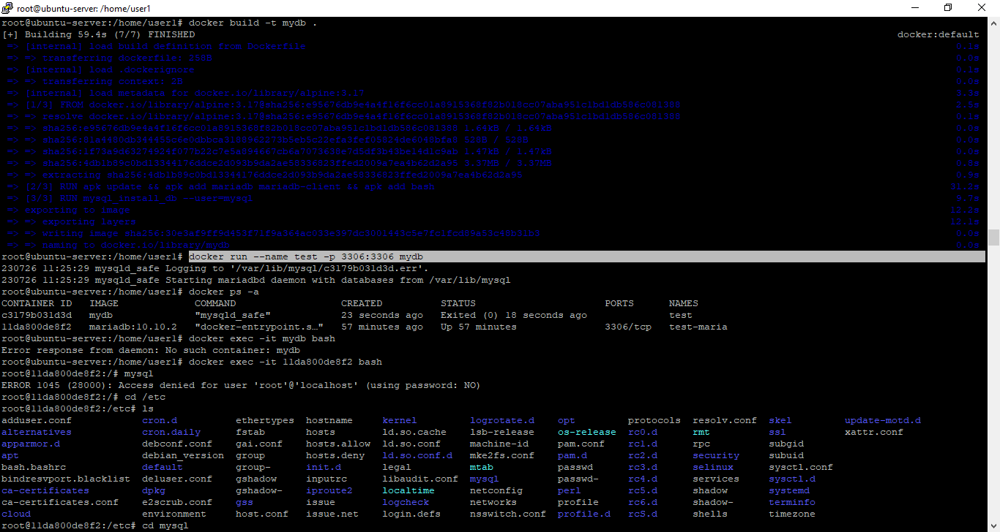 root@ubuntu-server: /home/user1
root@ubuntu-server:/home/user1# docker build -t mydb .
[+] Building 59.4s (7/7) FINISHED docker:default
=> [internal] load build definition from Dockerfile 0.1s
=> => transferring dockerfile: 258B 0.0s
=> [internal] load .dockerignore 0.1s
=> => transferring context: 2B 0.0s
=> [internal] load metadata for docker.io/library/alpine:3.17
=> [1/3] FROM docker.io/library/alpine:3.17@sha256:e95676db9e4a4f16f6cc01a8915368f82b018cc07aba951c1bd1db586c081388
=> => resolve docker.io/library/alpine:3.17@sha256:e95676db9e4a4f16f6cc01a8915368f82b018cc07aba951c1bd1db586c081388 0.1s
=> => sha256:e95676db9e4a4f16f6cc01a8915368f82b018cc07aba951c1bd1db586c081388 1.64kB / 1.64kB 0.0s
=> => 528B / 528B 0.0s
=> => 1.47kB / 1.47kB 0.0s
=> => 3.37MB / 3.37MB 0.8s
=> => extracting 0.9s
=> [2/3] RUN apk update && apk add mariadb mariadb-client && apk add bash 31.2s
=> [3/3] RUN mysql_install_db --user=mysql 9.7s
=> exporting to image 12.2s
=> => exporting layers 12.1s
=> => writing image 0.0s
=> => naming to docker.io/library/mydb 0.0s
root@ubuntu-server:/home/user1# docker run --name test -p 3306:3306 mydb
230726 11:25:29 mysqld_safe Logging to '/var/lib/mysql/c3179b031d3d.err'.
230726 11:25:29 mysqld_safe Starting mariadbd daemon with databases from /var/lib/mysql
root@ubuntu-server:/home/user1# docker ps -a
CONTAINER ID IMAGE COMMAND CREATED STATUS PORTS NAMES
c3179b031d3d mydb "mysqld_safe" 23 seconds ago Exited (0) 18 seconds ago test
11da800de8f2 mariadb:10.10.2 "docker-entrypoint.s…" 57 minutes ago Up 57 minutes 3306/tcp test-maria
root@ubuntu-server:/home/user1# docker exec -it mydb bash
Error response from daemon: No such container: mydb
root@ubuntu-server:/home/user1# docker exec -it 11da800de8f2 bash
root@11da800de8f2:/# mysql
ERROR 1045 (28000): Access denied for user 'root'@'localhost' (using password: NO)
root@11da800de8f2:/# cd /etc
root@11da800de8f2:/etc# ls
adduser.conf cron.d ethertypes hostname kernel logrotate.d opt protocols resolv.conf skel update-motd.d
alternatives cron.daily fstab hosts ld.so.cache lsb-release os-release rc0.d rmt ssl xattr.conf
apparmor.d debconf.conf gai.conf hosts.allow ld.so.conf machine-id pam.conf rc1.d rpc subgid
apt debian_version group hosts.deny ld.so.conf.d mke2fs.conf pam.d rc2.d security subuid
bash.bashrc default group- init.d legal mtab passwd rc3.d selinux sysctl.conf
bindresvport.blacklist deluser.conf gshadow inputrc libaudit.conf mysql passwd- rc4.d services sysctl.d
ca-certificates dpkg gshadow- iproute2 localtime netconfig perl rc5.d shadow systemd
ca-certificates.conf e2scrub.conf gss issue logcheck networks profile rc6.d shadow- terminfo
cloud environment host.conf issue.net login.defs nsswitch.conf profile.d rcS.d shells timezone
root@11da800de8f2:/etc# cd mysql